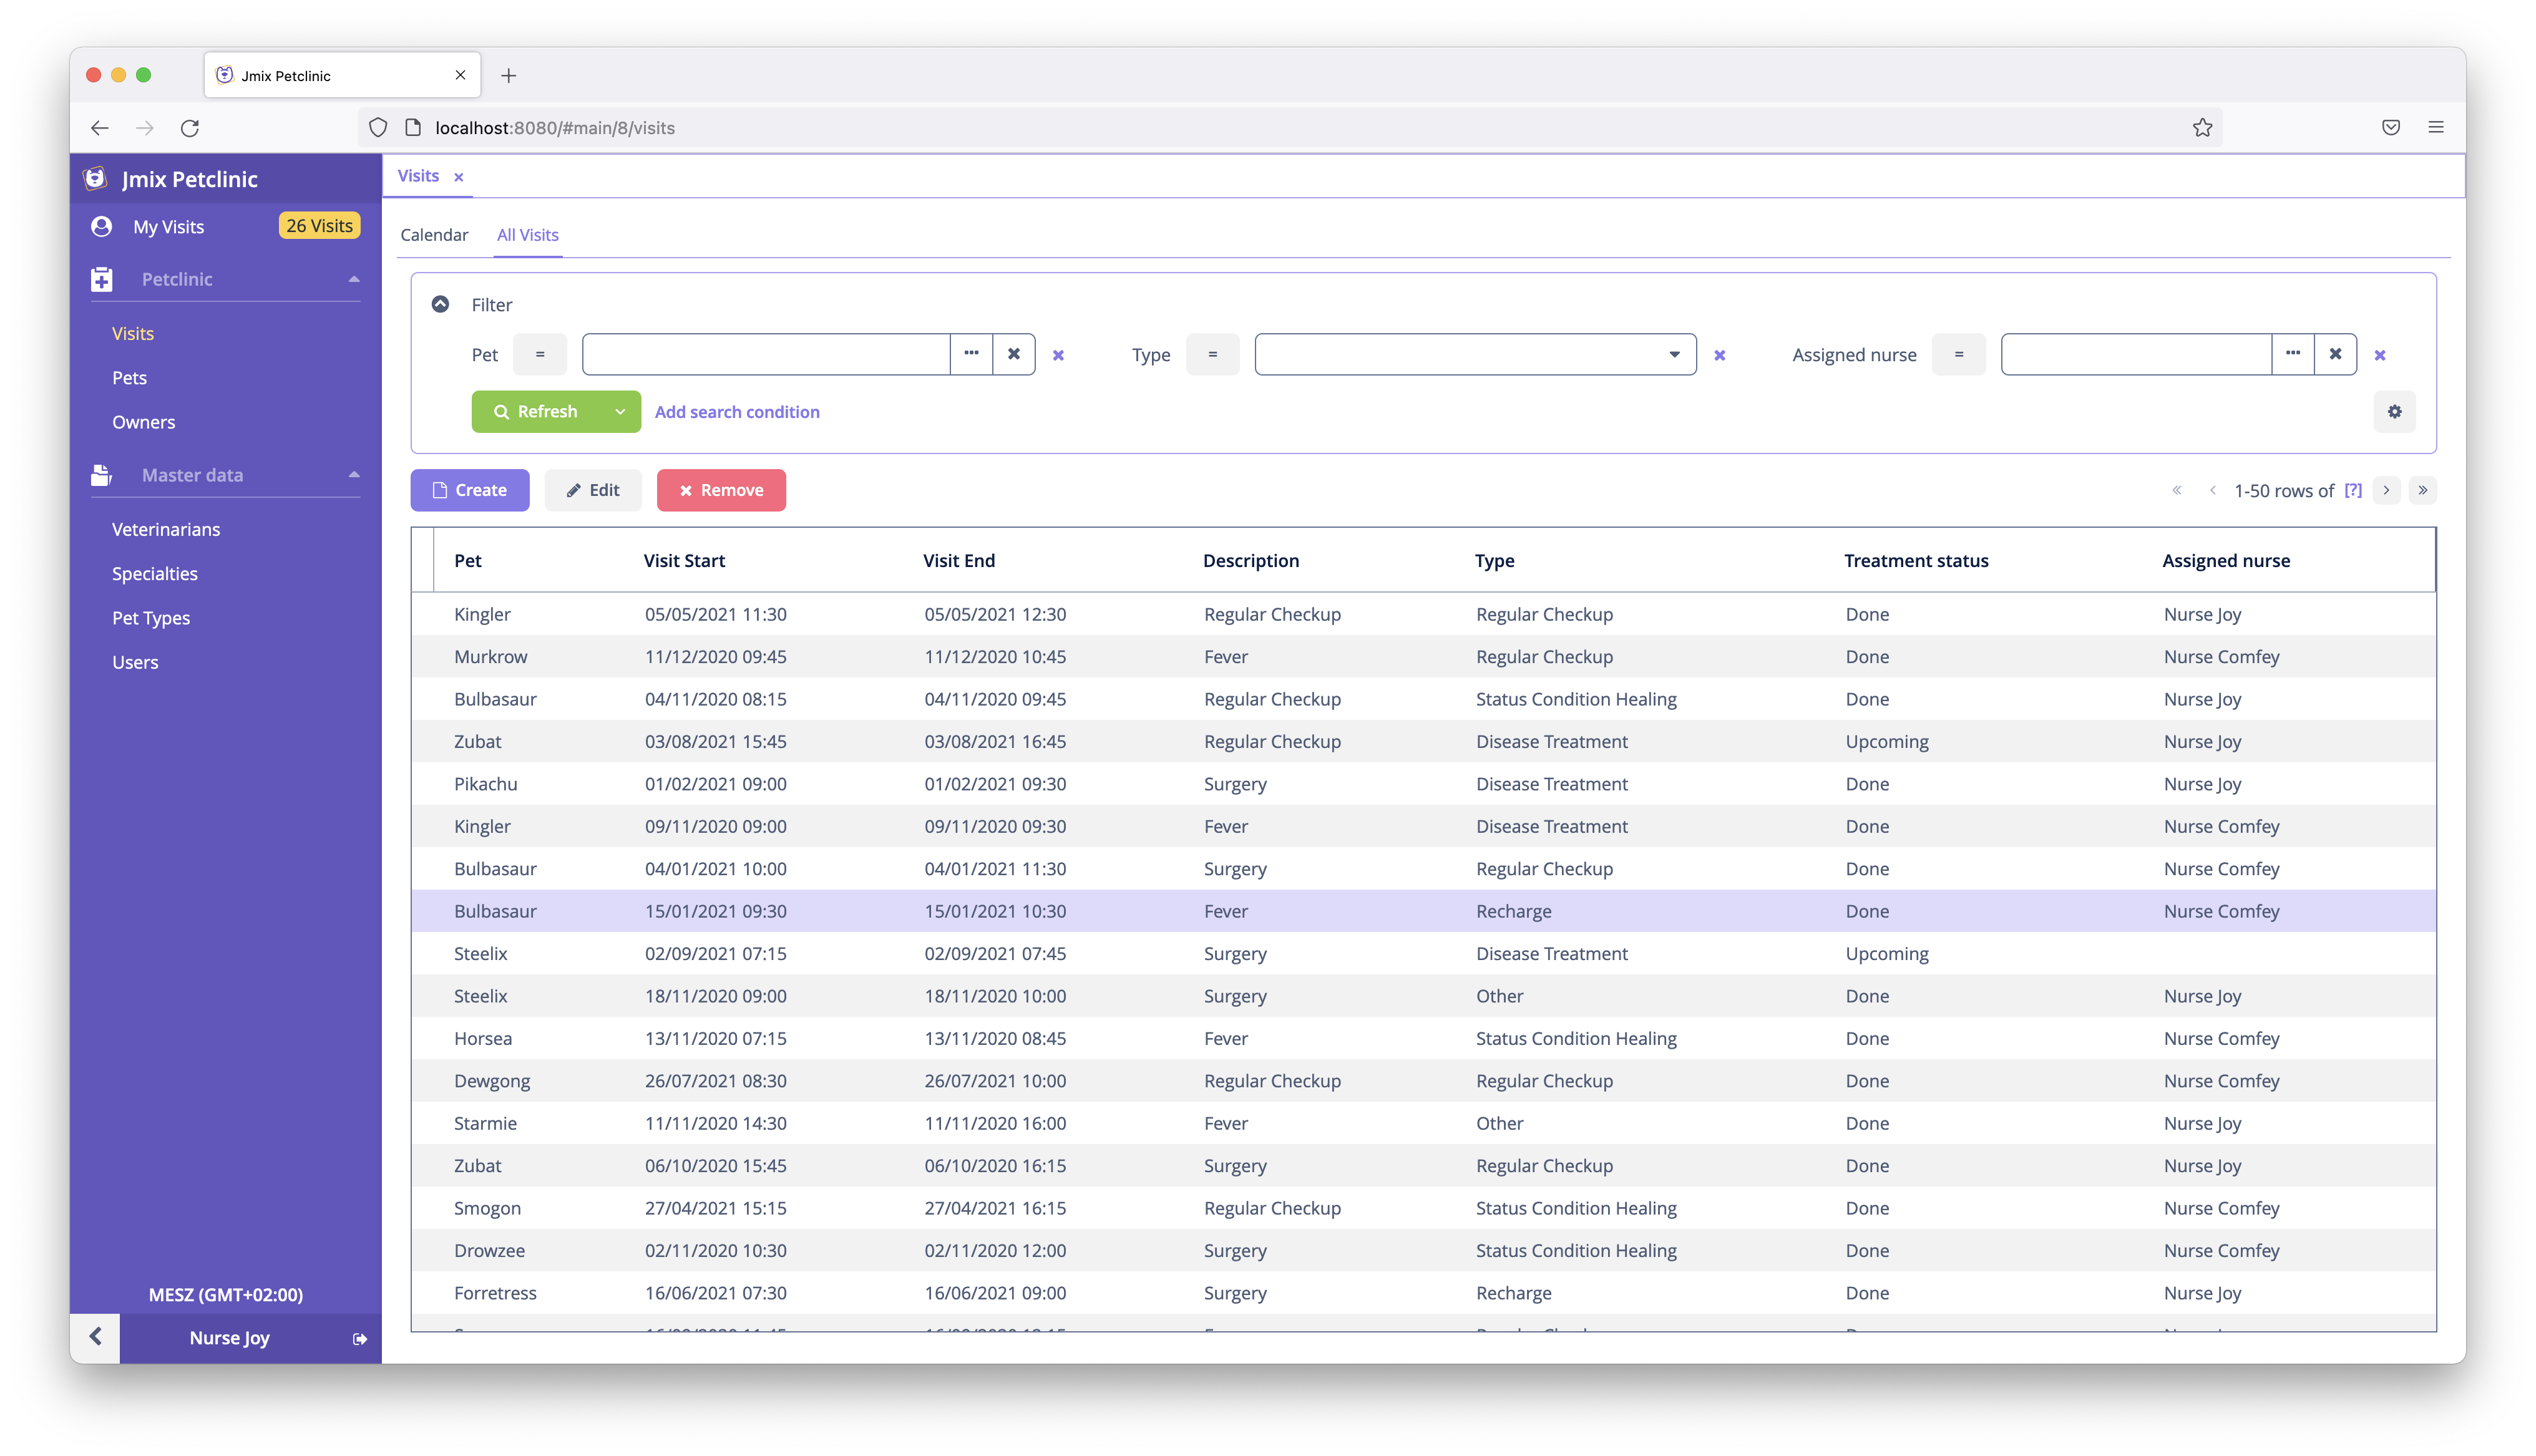 Jmix Petclinic
localhost:8080/#main/8/visits
Jmix Petclinic
My Visits 26 Visits
Petclinic
Visits
Pets
Owners
Master data
Veterinarians
Specialties
Pet Types
Users
MESZ (GMT+02:00)
Nurse Joy
Visits
Calendar All Visits
Filter
Pet = Type = Assigned nurse =
Refresh Add search condition
Create Edit Remove 1-50 rows of [?]
Pet Visit Start Visit End Description Type Treatment status Assigned nurse
Kingler 05/05/2021 11:30 05/05/2021 12:30 Regular Checkup Regular Checkup Done Nurse Joy
Murkrow 11/12/2020 09:45 11/12/2020 10:45 Fever Regular Checkup Done Nurse Comfey
Bulbasaur 04/11/2020 08:15 04/11/2020 09:45 Regular Checkup Status Condition Healing Done Nurse Joy
Zubat 03/08/2021 15:45 03/08/2021 16:45 Regular Checkup Disease Treatment Upcoming Nurse Joy
Pikachu 01/02/2021 09:00 01/02/2021 09:30 Surgery Disease Treatment Done Nurse Joy
Kingler 09/11/2020 09:00 09/11/2020 09:30 Fever Disease Treatment Done Nurse Comfey
Bulbasaur 04/01/2021 10:00 04/01/2021 11:30 Surgery Regular Checkup Done Nurse Comfey
Bulbasaur 15/01/2021 09:30 15/01/2021 10:30 Fever Recharge Done Nurse Comfey
Steelix 02/09/2021 07:15 02/09/2021 07:45 Surgery Disease Treatment Upcoming
Steelix 18/11/2020 09:00 18/11/2020 10:00 Surgery Other Done Nurse Joy
Horsea 13/11/2020 07:15 13/11/2020 08:45 Fever Status Condition Healing Done Nurse Comfey
Dewgong 26/07/2021 08:30 26/07/2021 10:00 Regular Checkup Regular Checkup Done Nurse Comfey
Starmie 11/11/2020 14:30 11/11/2020 16:00 Fever Other Done Nurse Joy
Zubat 06/10/2020 15:45 06/10/2020 16:15 Surgery Regular Checkup Done Nurse Joy
Smogon 27/04/2021 15:15 27/04/2021 16:15 Regular Checkup Status Condition Healing Done Nurse Comfey
Drowzee 02/11/2020 10:30 02/11/2020 12:00 Surgery Status Condition Healing Done Nurse Comfey
Forretress 16/06/2021 07:30 16/06/2021 09:00 Surgery Recharge Done Nurse Joy